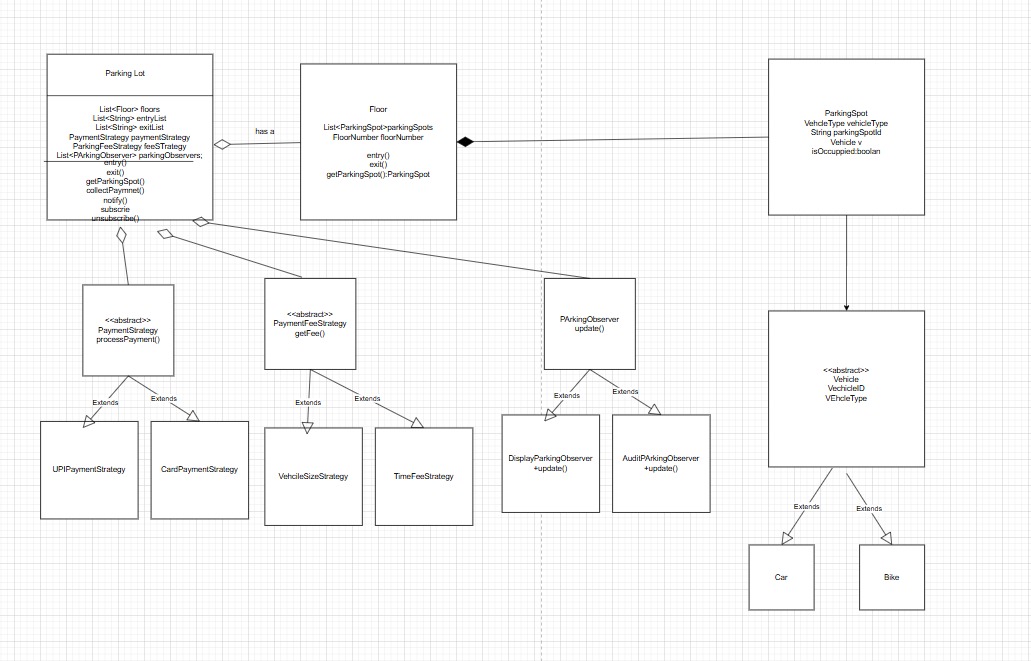 Parking Lot
List<Floor> floors
List<String> entryList
List<String> exitList
PaymentStrategy paymentStrategy
ParkingFeeStrategy feeSTrategy
List<PArkingObserver> parkingObservers;
entry()
exit()
getParkingSpot()
collectPaymnet()
notify()
subscrie
unsubscribe()
has a
Floor
List<ParkingSpot>parkingSpots
FloorNumber floorNumber
entry()
exit()
getParkingSpot():ParkingSpot
ParkingSpot
VehcleType vehicleType
String parkingSpotId
Vehicle v
isOccuppied:boolan
<<abstract>>
PaymentStrategy
processPayment()
<<abstract>>
PaymentFeeStrategy
getFee()
PArkingObserver
update()
<<abstract>>
Vehicle
VechicleID
VEhcleType
Extends
Extends
Extends
Extends
Extends
Extends
UPIPaymentStrategy
CardPaymentStrategy
VehcileSizeStrategy
TimeFeeStrategy
DisplayParkingObserver
+update()
AuditPArkingObserver
+update()
Extends
Extends
Car
Bike